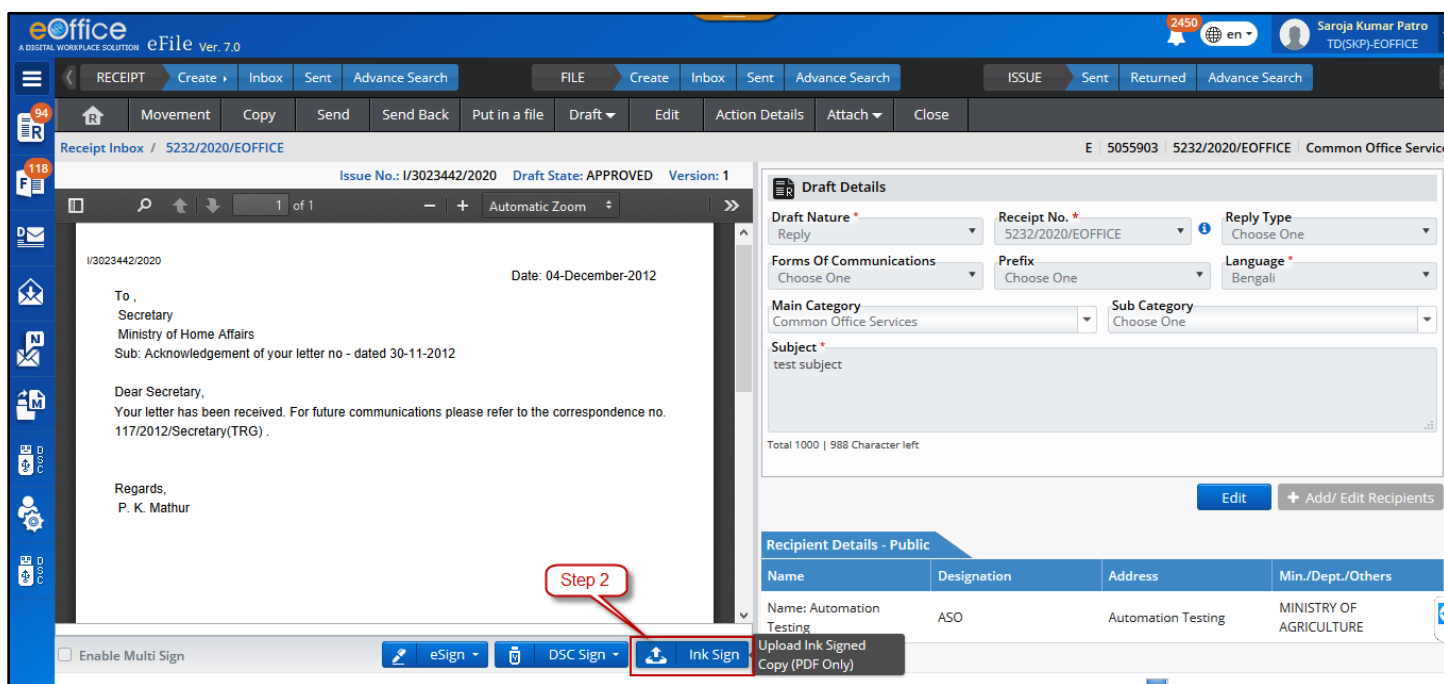 eOffice
A DIGITAL WORKPLACE SOLUTION eFile Ver. 7.0
2450
en
Saroja Kumar Patro
TD(SKP)-EOFFICE
RECEIPT Create Inbox Sent Advance Search FILE Create Inbox Sent Advance Search ISSUE Sent Returned Advance Search
94
R
Movement Copy Send Send Back Put in a file Draft Edit Action Details Attach Close
Receipt Inbox / 5232/2020/EOFFICE
E 5055903 5232/2020/EOFFICE Common Office Service
118
F
D
N
M
DSC
DSC
Issue No.: I/3023442/2020 Draft State: APPROVED Version: 1
1 of 1 Automatic Zoom
I/3023442/2020
Date: 04-December-2012
To ,
Secretary
Ministry of Home Affairs
Sub: Acknowledgement of your letter no - dated 30-11-2012
Dear Secretary,
Your letter has been received. For future communications please refer to the correspondence no.
117/2012/Secretary(TRG) .
Regards,
P. K. Mathur
Step 2
Enable Multi Sign eSign DSC Sign Ink Sign
Upload Ink Signed
Copy (PDF Only)
Draft Details
Draft Nature * Receipt No. * Reply Type
Reply 5232/2020/EOFFICE Choose One
Forms Of Communications Prefix Language *
Choose One Choose One Bengali
Main Category Sub Category
Common Office Services Choose One
Subject *
test subject
Total 1000 | 988 Character left
Edit + Add/ Edit Recipients
Recipient Details - Public
Name Designation Address Min./Dept./Others
Name: Automation
Testing
ASO
Automation Testing
MINISTRY OF
AGRICULTURE